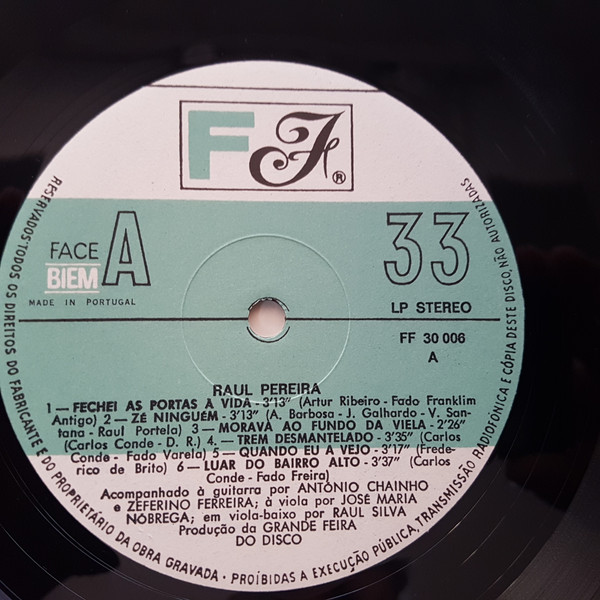 FF ®
FACE A
BIEM
MADE IN PORTUGAL
33
LP STEREO
FF 30 006
A
RAUL PEREIRA
1 — FECHEI AS PORTAS À VIDA - 3'13" (Artur Ribeiro - Fado Franklim
Antigo) 2 — ZÉ NINGUÉM - 3'13" (A. Barbosa - J. Galhardo - V. San-
tana - Raul Portela) 3 — MORAVA AO FUNDO DA VIELA - 2'26"
(Carlos Conde - D. R.) 4. — TREM DESMANTELADO - 3'35" (Carlos
Conde - Fado Varela) 5 — QUANDO EU A VEJO - 3'17" (Frede-
rico de Brito) 6 — LUAR DO BAIRRO ALTO - 3'37" (Carlos
Conde - Fado Freira)
Acompanhado à guitarra por ANTÓNIO CHAINHO
e ZEFERINO FERREIRA; à viola por JOSÉ MARIA
NÓBREGA; em viola-baixo por RAUL SILVA
Produção da GRANDE FEIRA
DO DISCO
RESERVADOS TODOS OS DIREITOS DO FABRICANTE E DO PROPRIETÁRIO DA OBRA GRAVADA · PROÍBIDAS A EXECUÇÃO PÚBLICA, TRANSMISSÃO RADIOFÓNICA E CÓPIA DESTE DISCO, NÃO AUTORIZADAS